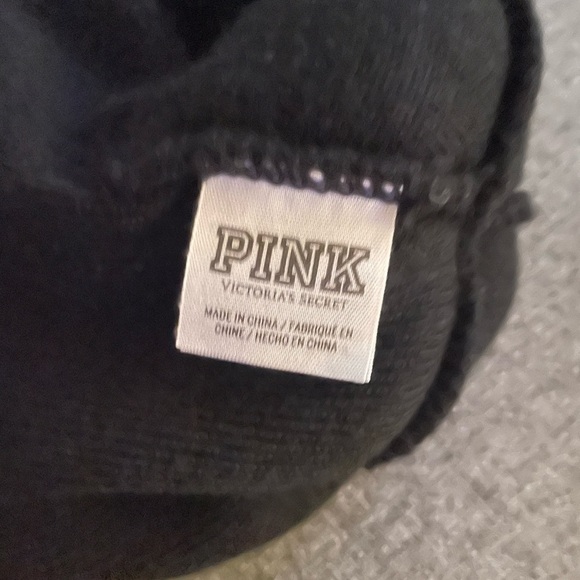 PINK
VICTORIA'S SECRET
MADE IN CHINA / FABRIQUÉ EN
CHINE / HECHO EN CHINA